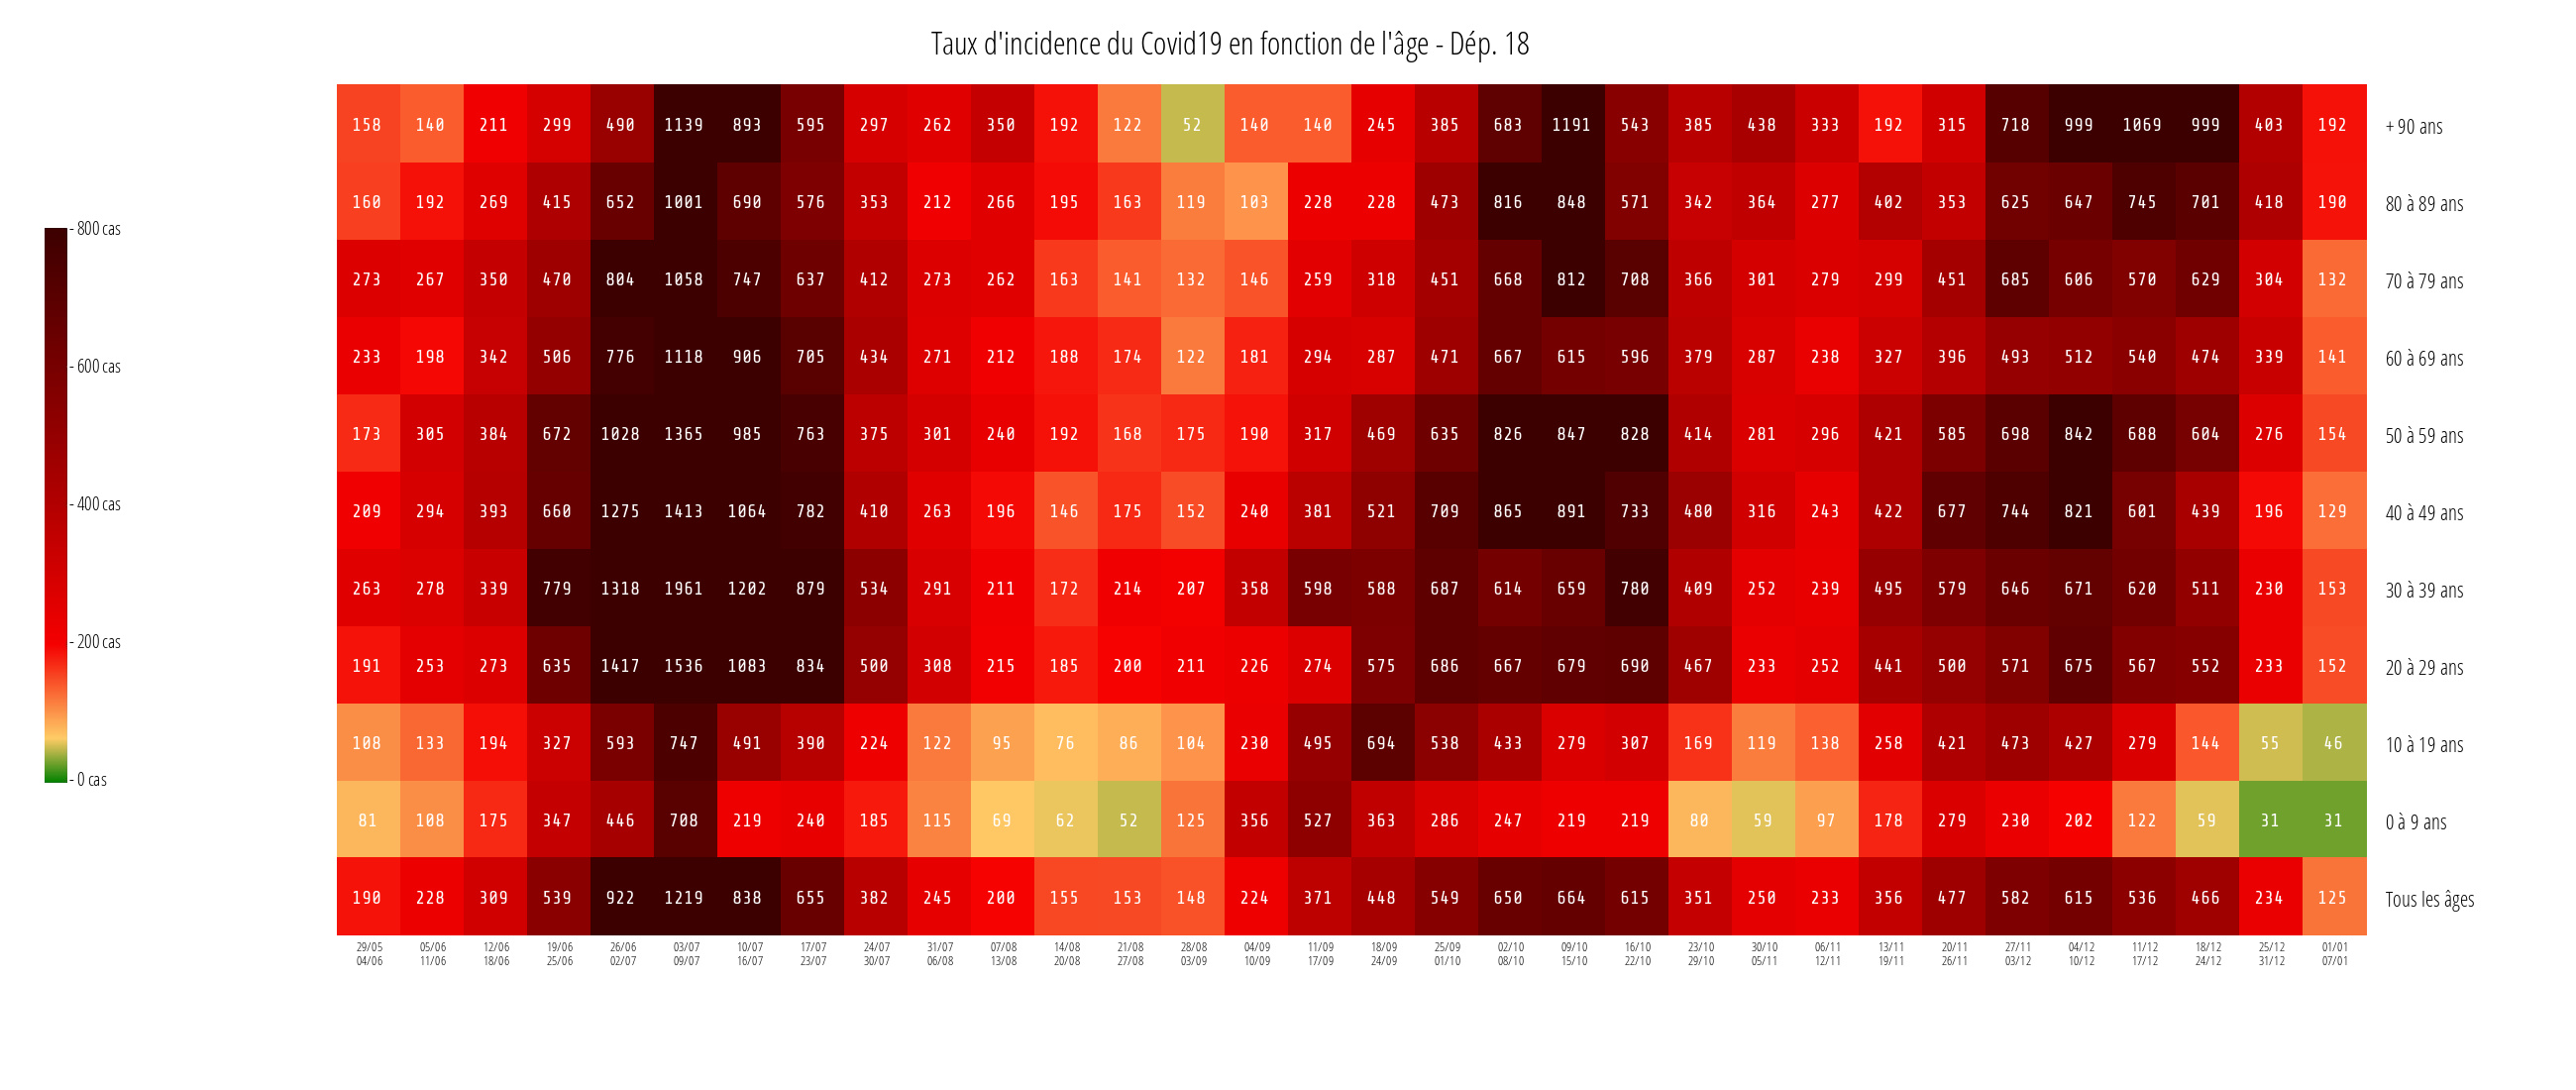 Taux d'incidence du Covid19 en fonction de l'âge - Dép. 18
158 140 211 299 490 1139 893 595 297 262 350 192 122 52 140 140 245 385 683 1191 543 385 438 333 192 315 718 999 1069 999 403 192 + 90 ans
160 192 269 415 652 1001 690 576 353 212 266 195 163 119 103 228 228 473 816 848 571 342 364 277 402 353 625 647 745 701 418 190 80 à 89 ans
- 800 cas
273 267 350 470 804 1058 747 637 412 273 262 163 141 132 146 259 318 451 668 812 708 366 301 279 299 451 685 606 570 629 304 132 70 à 79 ans
233 198 342 506 776 1118 906 705 434 271 212 188 174 122 181 294 287 471 667 615 596 379 287 238 327 396 493 512 540 474 339 141 60 à 69 ans
- 600 cas
173 305 384 672 1028 1365 985 763 375 301 240 192 168 175 190 317 469 635 826 847 828 414 281 296 421 585 698 842 688 604 276 154 50 à 59 ans
- 400 cas
209 294 393 660 1275 1413 1064 782 410 263 196 146 175 152 240 381 521 709 865 891 733 480 316 243 422 677 744 821 601 439 196 129 40 à 49 ans
263 278 339 779 1318 1961 1202 879 534 291 211 172 214 207 358 598 588 687 614 659 780 409 252 239 495 579 646 671 620 511 230 153 30 à 39 ans
- 200 cas
191 253 273 635 1417 1536 1083 834 500 308 215 185 200 211 226 274 575 686 667 679 690 467 233 252 441 500 571 675 567 552 233 152 20 à 29 ans
108 133 194 327 593 747 491 390 224 122 95 76 86 104 230 495 694 538 433 279 307 169 119 138 258 421 473 427 279 144 55 46 10 à 19 ans
- 0 cas
81 108 175 347 446 708 219 240 185 115 69 62 52 125 356 527 363 286 247 219 219 80 59 97 178 279 230 202 122 59 31 31 0 à 9 ans
190 228 309 539 922 1219 838 655 382 245 200 155 153 148 224 371 448 549 650 664 615 351 250 233 356 477 582 615 536 466 234 125 Tous les âges
29/05 05/06 12/06 19/06 26/06 03/07 10/07 17/07 24/07 31/07 07/08 14/08 21/08 28/08 04/09 11/09 18/09 25/09 02/10 09/10 16/10 23/10 30/10 06/11 13/11 20/11 27/11 04/12 11/12 18/12 25/12 01/01
04/06 11/06 18/06 25/06 02/07 09/07 16/07 23/07 30/07 06/08 13/08 20/08 27/08 03/09 10/09 17/09 24/09 01/10 08/10 15/10 22/10 29/10 05/11 12/11 19/11 26/11 03/12 10/12 17/12 24/12 31/12 07/01